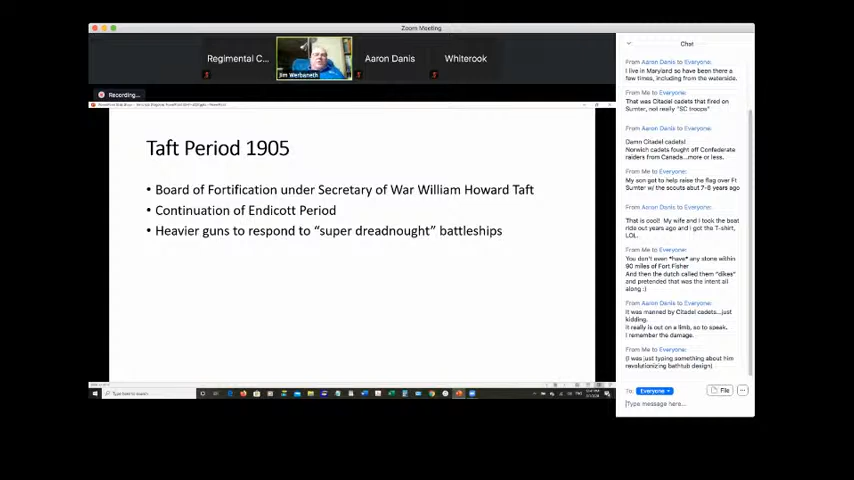 Zoom Meeting
Regimental C...
Jim Werbaneth
Aaron Danis
Whiterook
Recording...
Taft Period 1905
• Board of Fortification under Secretary of War William Howard Taft
• Continuation of Endicott Period
• Heavier guns to respond to “super dreadnought” battleships
Type here to search
Chat
From Aaron Danis to Everyone:
I live in Maryland so have been there a
few times, including from the waterside.
From Me to Everyone:
That was Citadel cadets that fired on
Sumter, not really "SC troops".
From Aaron Danis to Everyone:
Damn Citadel cadets!
Norwich cadets fought off Confederate
raiders from Canada...more or less.
From Me to Everyone:
My son got to help raise the flag over Ft
Sumter w/ the scouts abut 7-8 years ago
From Aaron Danis to Everyone:
That is cool! My wife and I took the boat
ride out years ago and I got the T-shirt,
LOL.
From Me to Everyone:
You don't even *have* any stone within
90 miles of Fort Fisher
And then the dutch called them "dikes"
and pretended that was the intent all
along :)
From Aaron Danis to Everyone:
It was manned by Citadel cadets...just
kidding.
It really is out on a limb, so to speak.
I remember the damage.
From Me to Everyone:
(I was just typing something about him
revolutionizing bathtub design)
To: Everyone
File
Type message here...